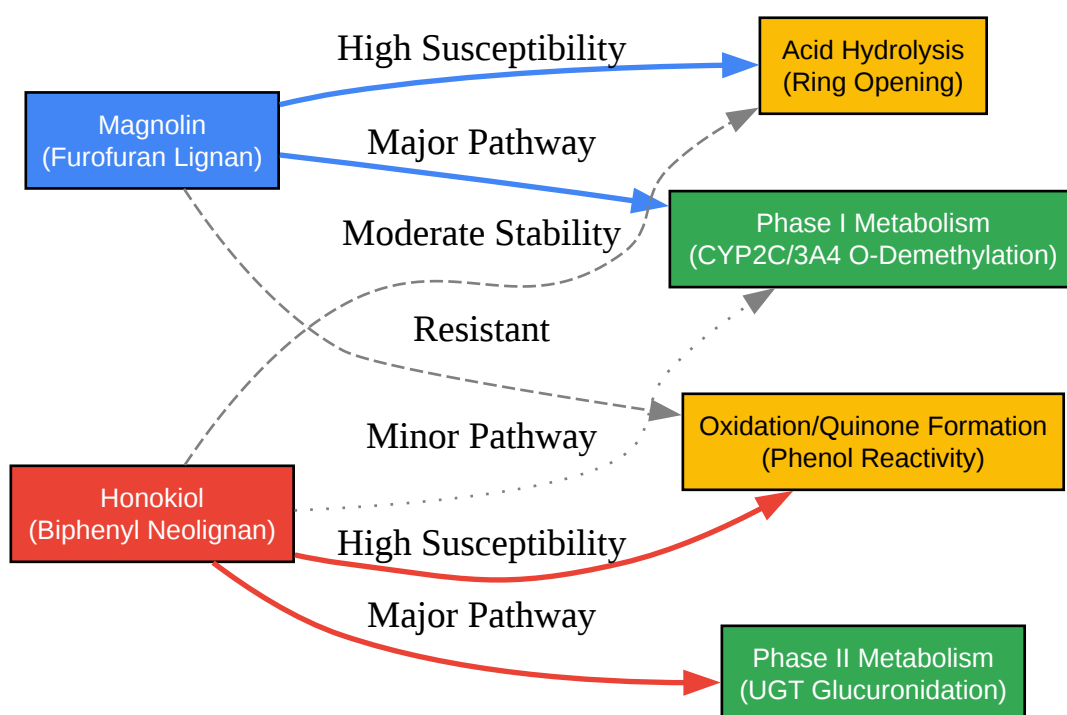 High Susceptibility
Acid Hydrolysis
(Ring Opening)
Magnolin
(Furofuran Lignan)
Major Pathway
Moderate Stability
Phase I Metabolism
(CYP2C/3A4 O-Demethylation)
Resistant
Minor Pathway
Oxidation/Quinone Formation
(Phenol Reactivity)
Honokiol
(Biphenyl Neolignan)
High Susceptibility
Major Pathway
Phase II Metabolism
(UGT Glucuronidation)